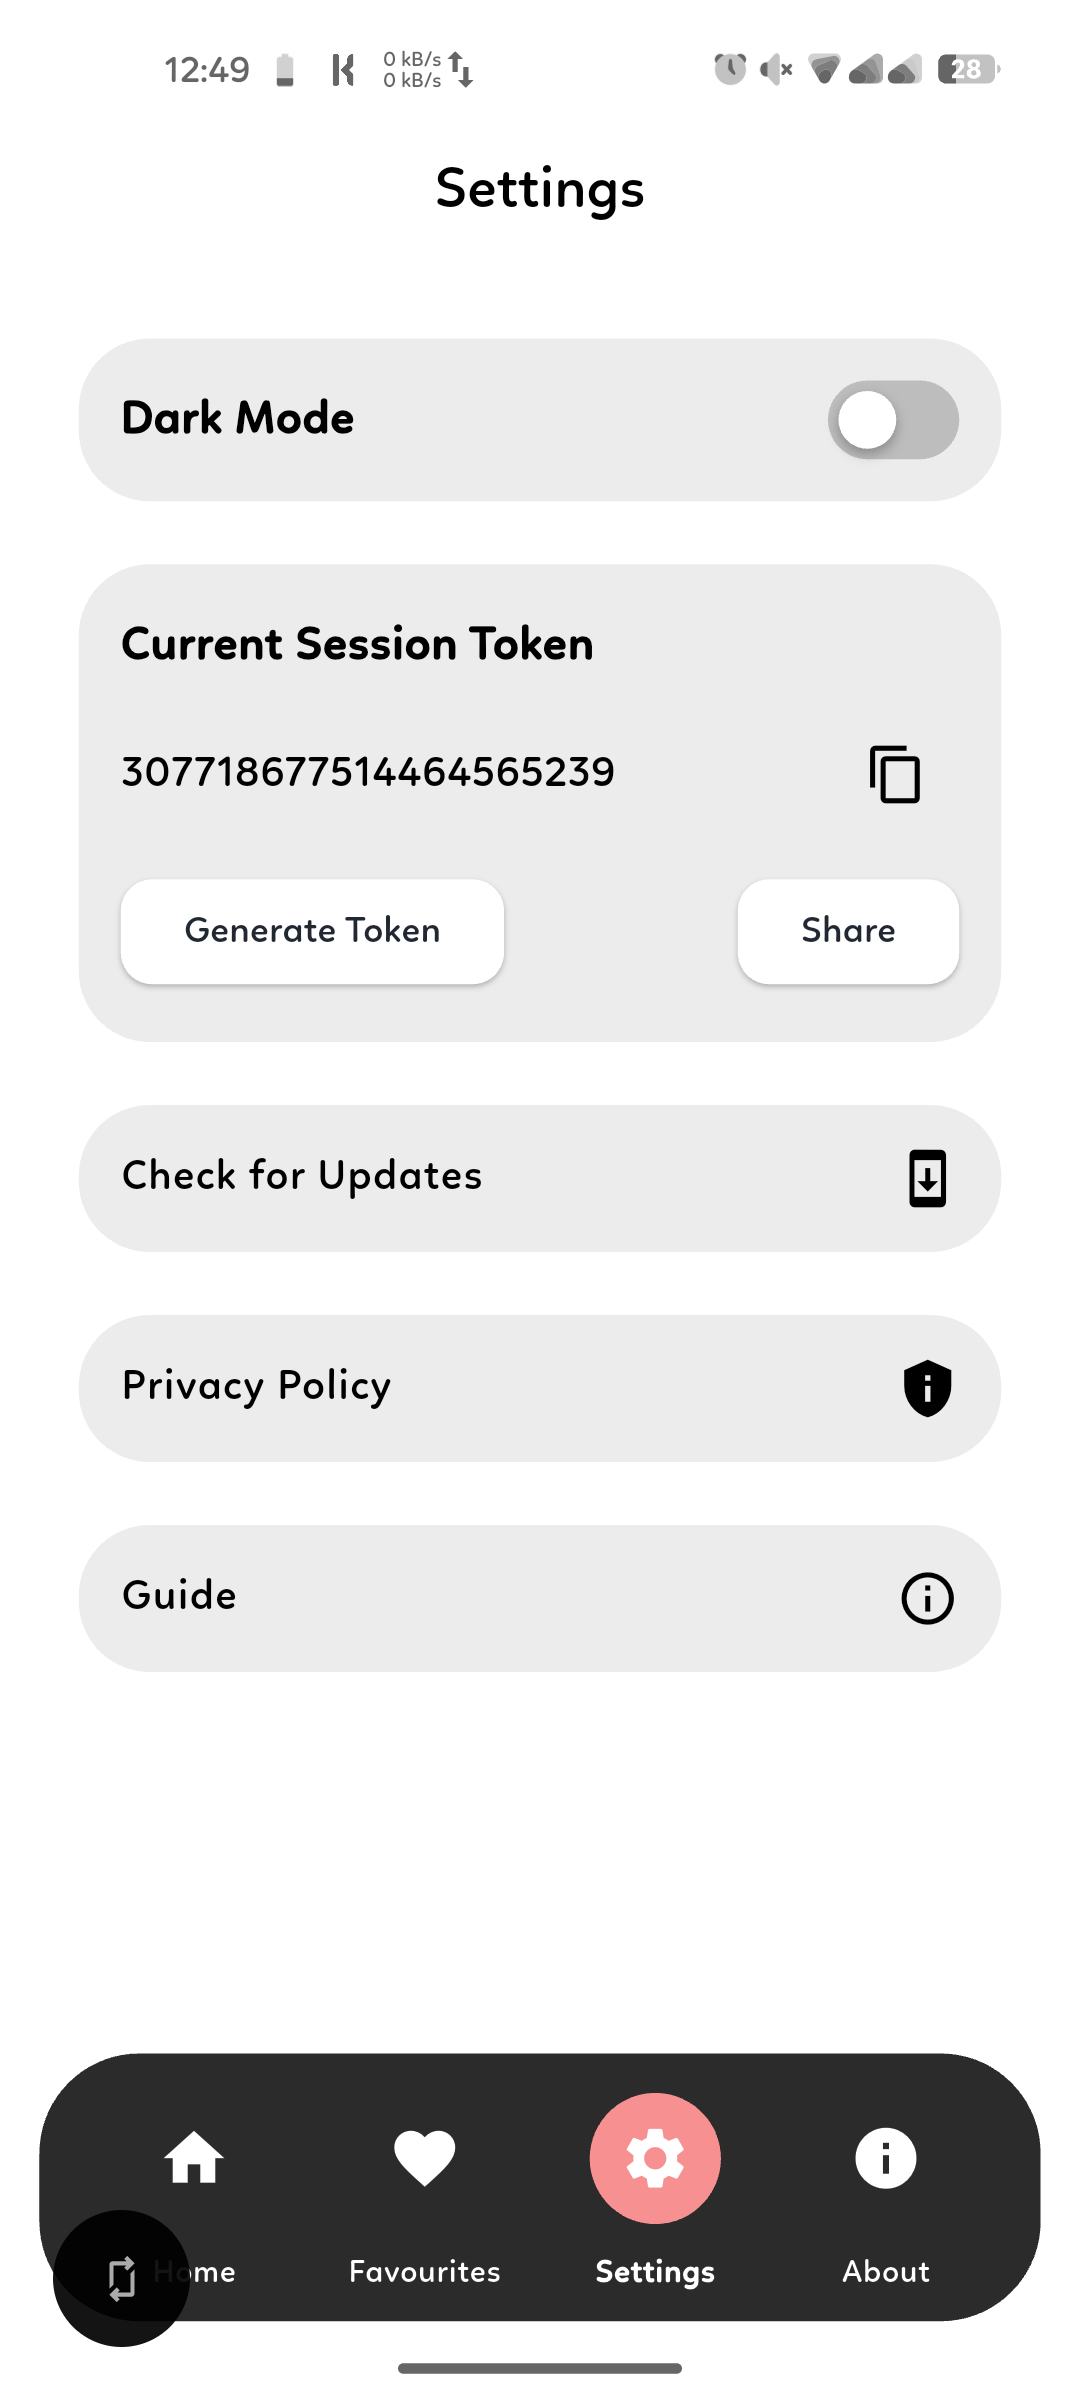 12:49
0 kB/s
0 kB/s
28
Settings
Dark Mode
Current Session Token
307718677514464565239
Generate Token
Share
Check for Updates
Privacy Policy
Guide
Home
Favourites
Settings
About